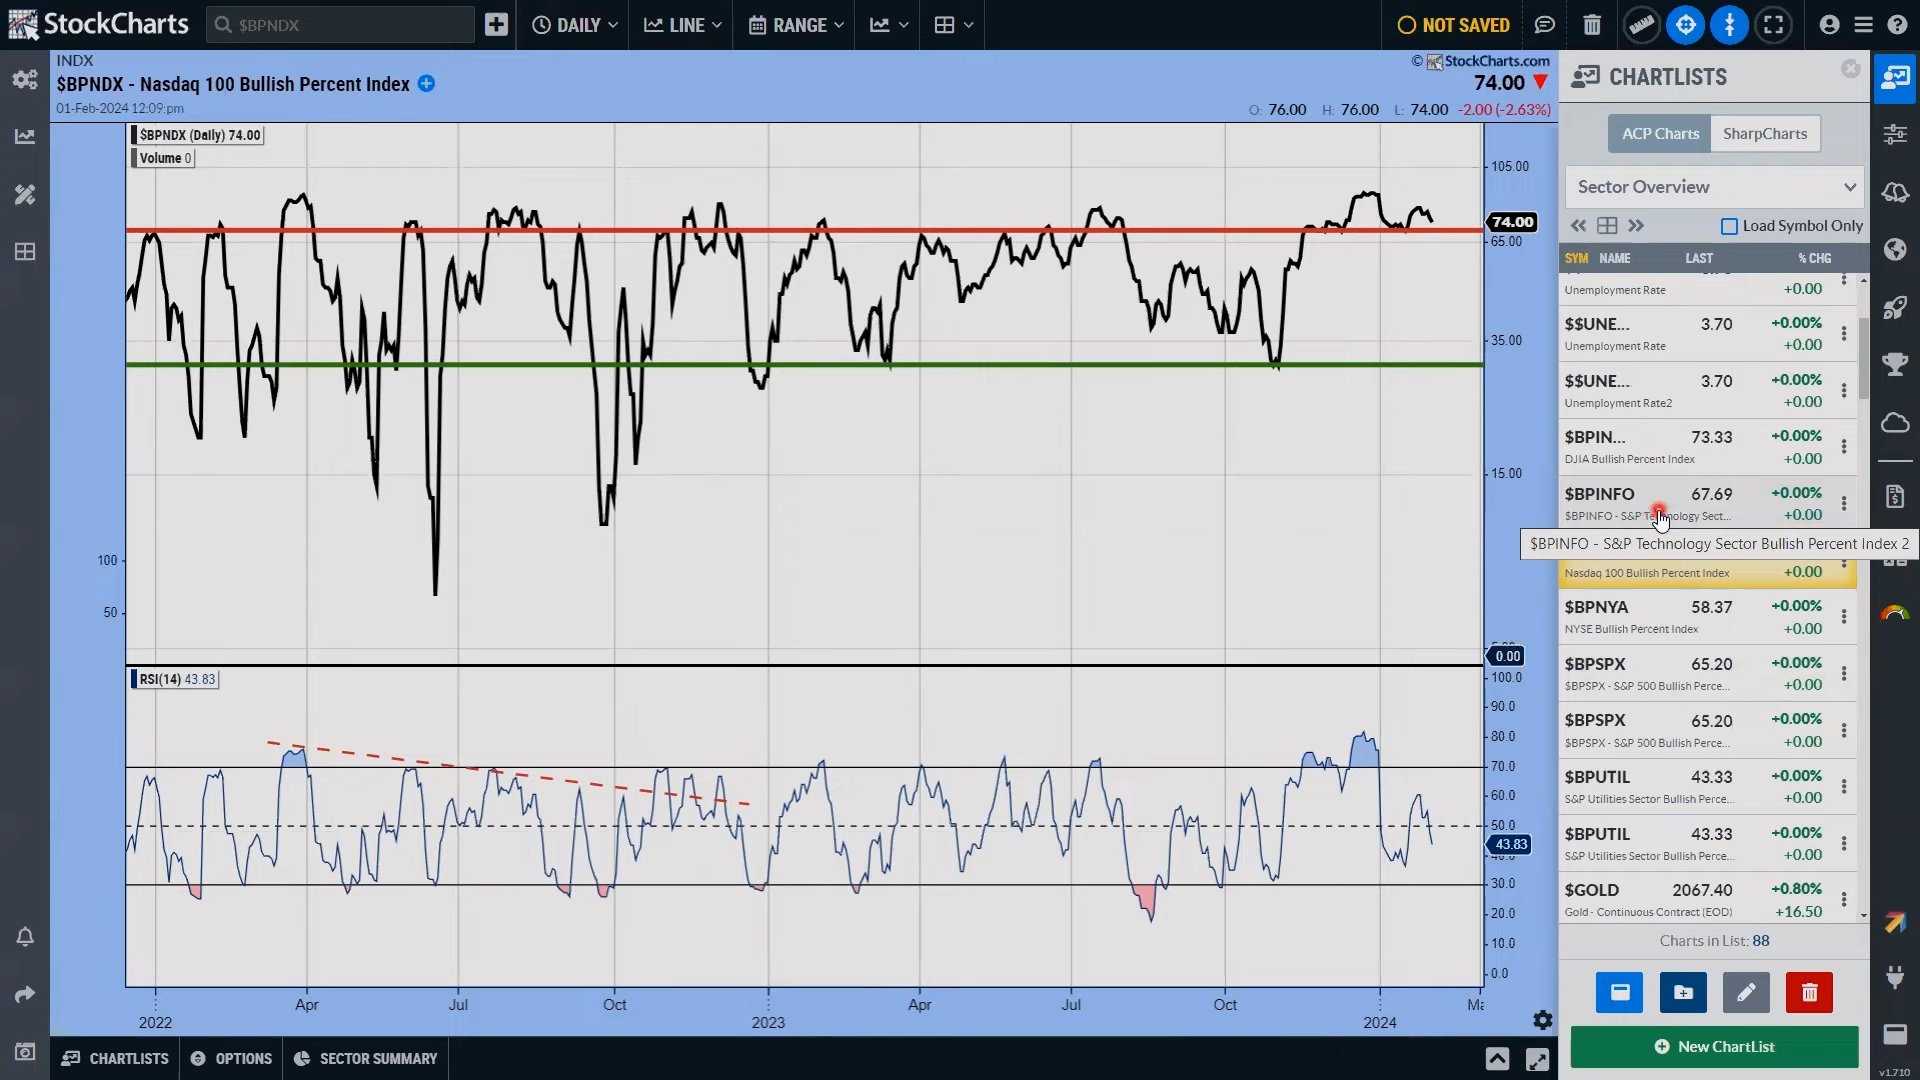 StockCharts
$BPNDX
DAILY
LINE
RANGE
NOT SAVED
INDX
$BPNDX - Nasdaq 100 Bullish Percent Index
01-Feb-2024 12:09:pm
© StockCharts.com
74.00
O: 76.00 H: 76.00 L: 74.00 -2.00 (-2.63%)
$BPNDX (Daily) 74.00
Volume 0
105.00
74.00
65.00
35.00
15.00
0.00
100
50
RSI(14) 43.83
100.0
90.0
80.0
70.0
60.0
50.0
43.83
30.0
20.0
10.0
0.0
Apr Jul Oct Apr Jul Oct
2022 2023 2024
CHARTLISTS
OPTIONS
SECTOR SUMMARY
CHARTLISTS
ACP Charts
SharpCharts
Sector Overview
Load Symbol Only
SYM NAME LAST % CHG
Unemployment Rate +0.00
$$UNE... 3.70 +0.00%
Unemployment Rate +0.00
$$UNE... 3.70 +0.00%
Unemployment Rate2 +0.00
$BPIN... 73.33 +0.00%
DJIA Bullish Percent Index +0.00
$BPINFO 67.69 +0.00%
$BPINFO - S&P Technology Sect... +0.00
$BPINFO - S&P Technology Sector Bullish Percent Index 2
Nasdaq 100 Bullish Percent Index +0.00
$BPNYA 58.37 +0.00%
NYSE Bullish Percent Index +0.00
$BPSPX 65.20 +0.00%
$BPSPX - S&P 500 Bullish Perce... +0.00
$BPSPX 65.20 +0.00%
$BPSPX - S&P 500 Bullish Perce... +0.00
$BPUTIL 43.33 +0.00%
S&P Utilities Sector Bullish Perce... +0.00
$BPUTIL 43.33 +0.00%
S&P Utilities Sector Bullish Perce... +0.00
$GOLD 2067.40 +0.80%
Gold - Continuous Contract (EOD) +16.50
Charts in List: 88
New ChartList
v1.710